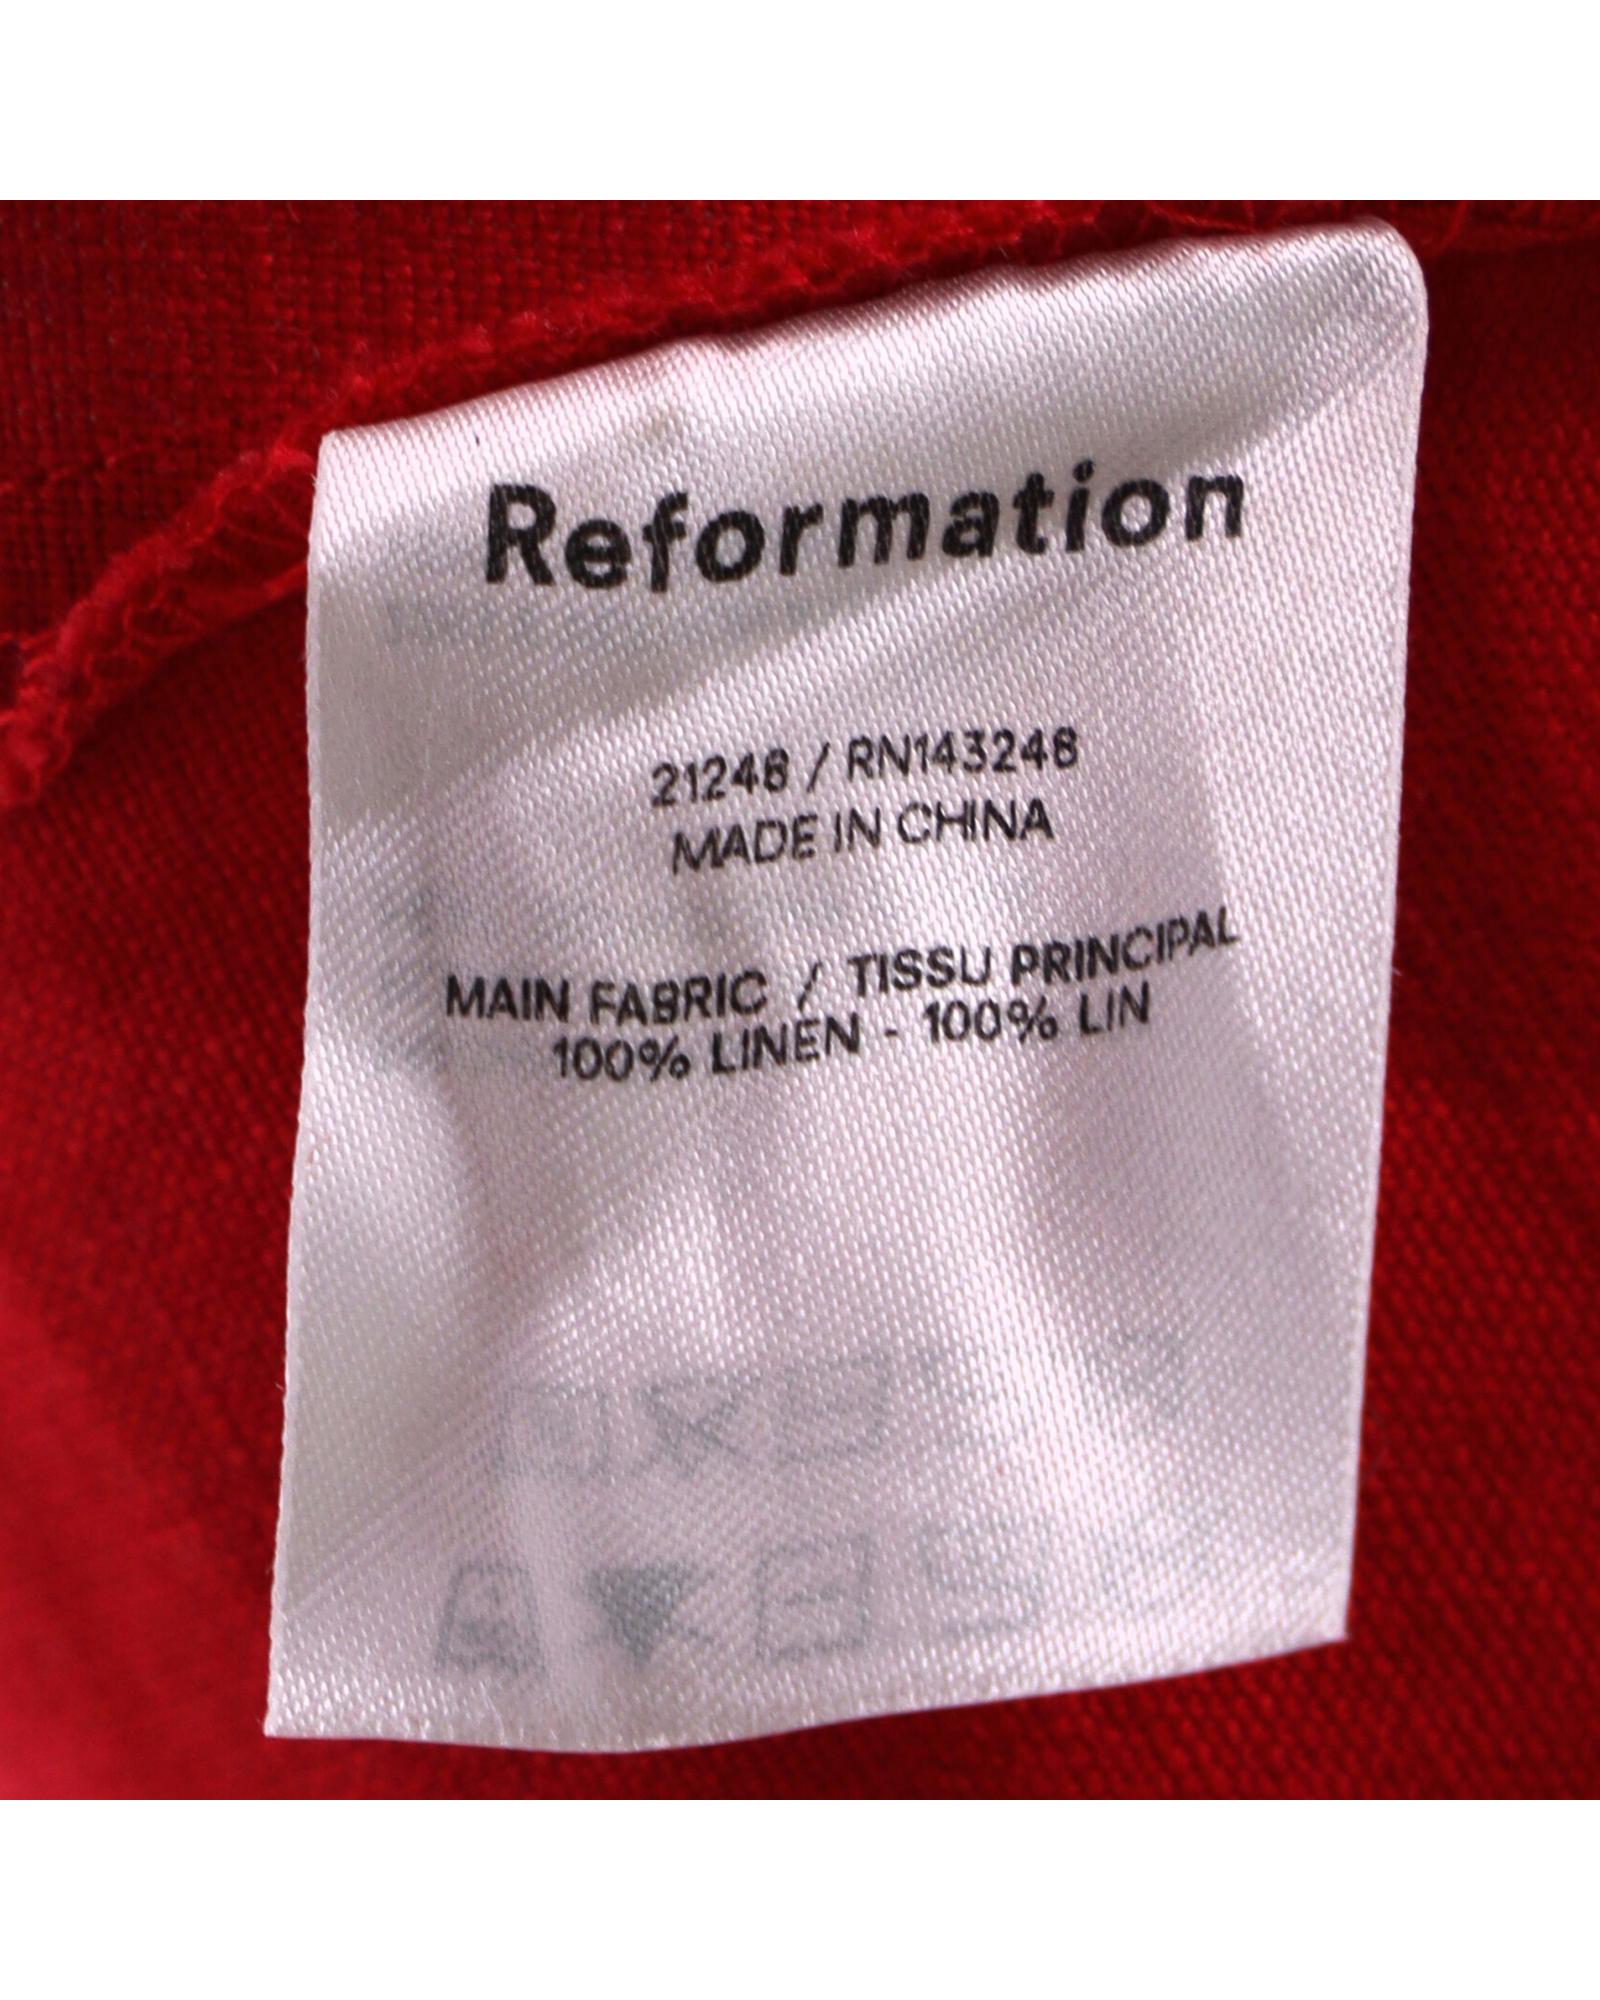 Reformation
21248 / RN143248
MADE IN CHINA
MAIN FABRIC / TISSU PRINCIPAL
100% LINEN - 100% LIN